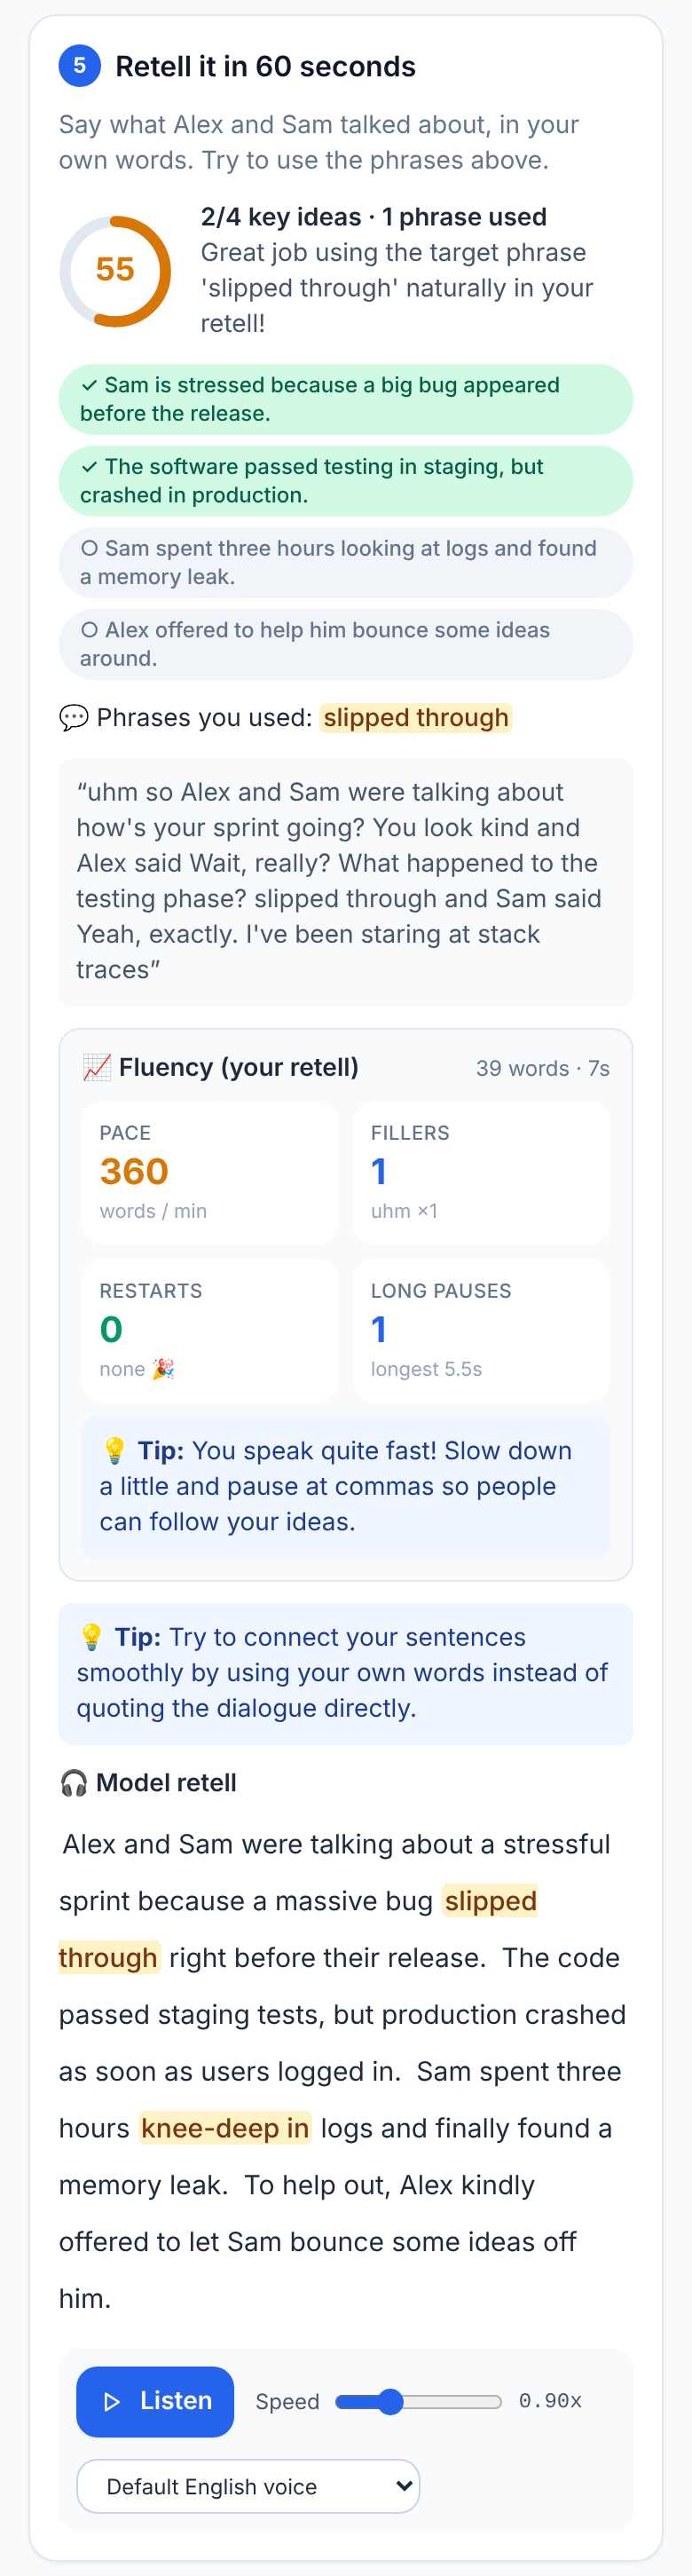 5 Retell it in 60 seconds
Say what Alex and Sam talked about, in your
own words. Try to use the phrases above.
55
2/4 key ideas · 1 phrase used
Great job using the target phrase
'slipped through' naturally in your
retell!
✓ Sam is stressed because a big bug appeared
before the release.
✓ The software passed testing in staging, but
crashed in production.
○ Sam spent three hours looking at logs and found
a memory leak.
○ Alex offered to help him bounce some ideas
around.
💬 Phrases you used: slipped through
“uhm so Alex and Sam were talking about
how's your sprint going? You look kind and
Alex said Wait, really? What happened to the
testing phase? slipped through and Sam said
Yeah, exactly. I've been staring at stack
traces”
📈 Fluency (your retell) 39 words · 7s
PACE
360
words / min
FILLERS
1
uhm ×1
RESTARTS
0
none 🎉
LONG PAUSES
1
longest 5.5s
💡 Tip: You speak quite fast! Slow down
a little and pause at commas so people
can follow your ideas.
💡 Tip: Try to connect your sentences
smoothly by using your own words instead of
quoting the dialogue directly.
🎧 Model retell
Alex and Sam were talking about a stressful
sprint because a massive bug slipped
through right before their release. The code
passed staging tests, but production crashed
as soon as users logged in. Sam spent three
hours knee-deep in logs and finally found a
memory leak. To help out, Alex kindly
offered to let Sam bounce some ideas off
him.
Listen Speed 0.90x
Default English voice